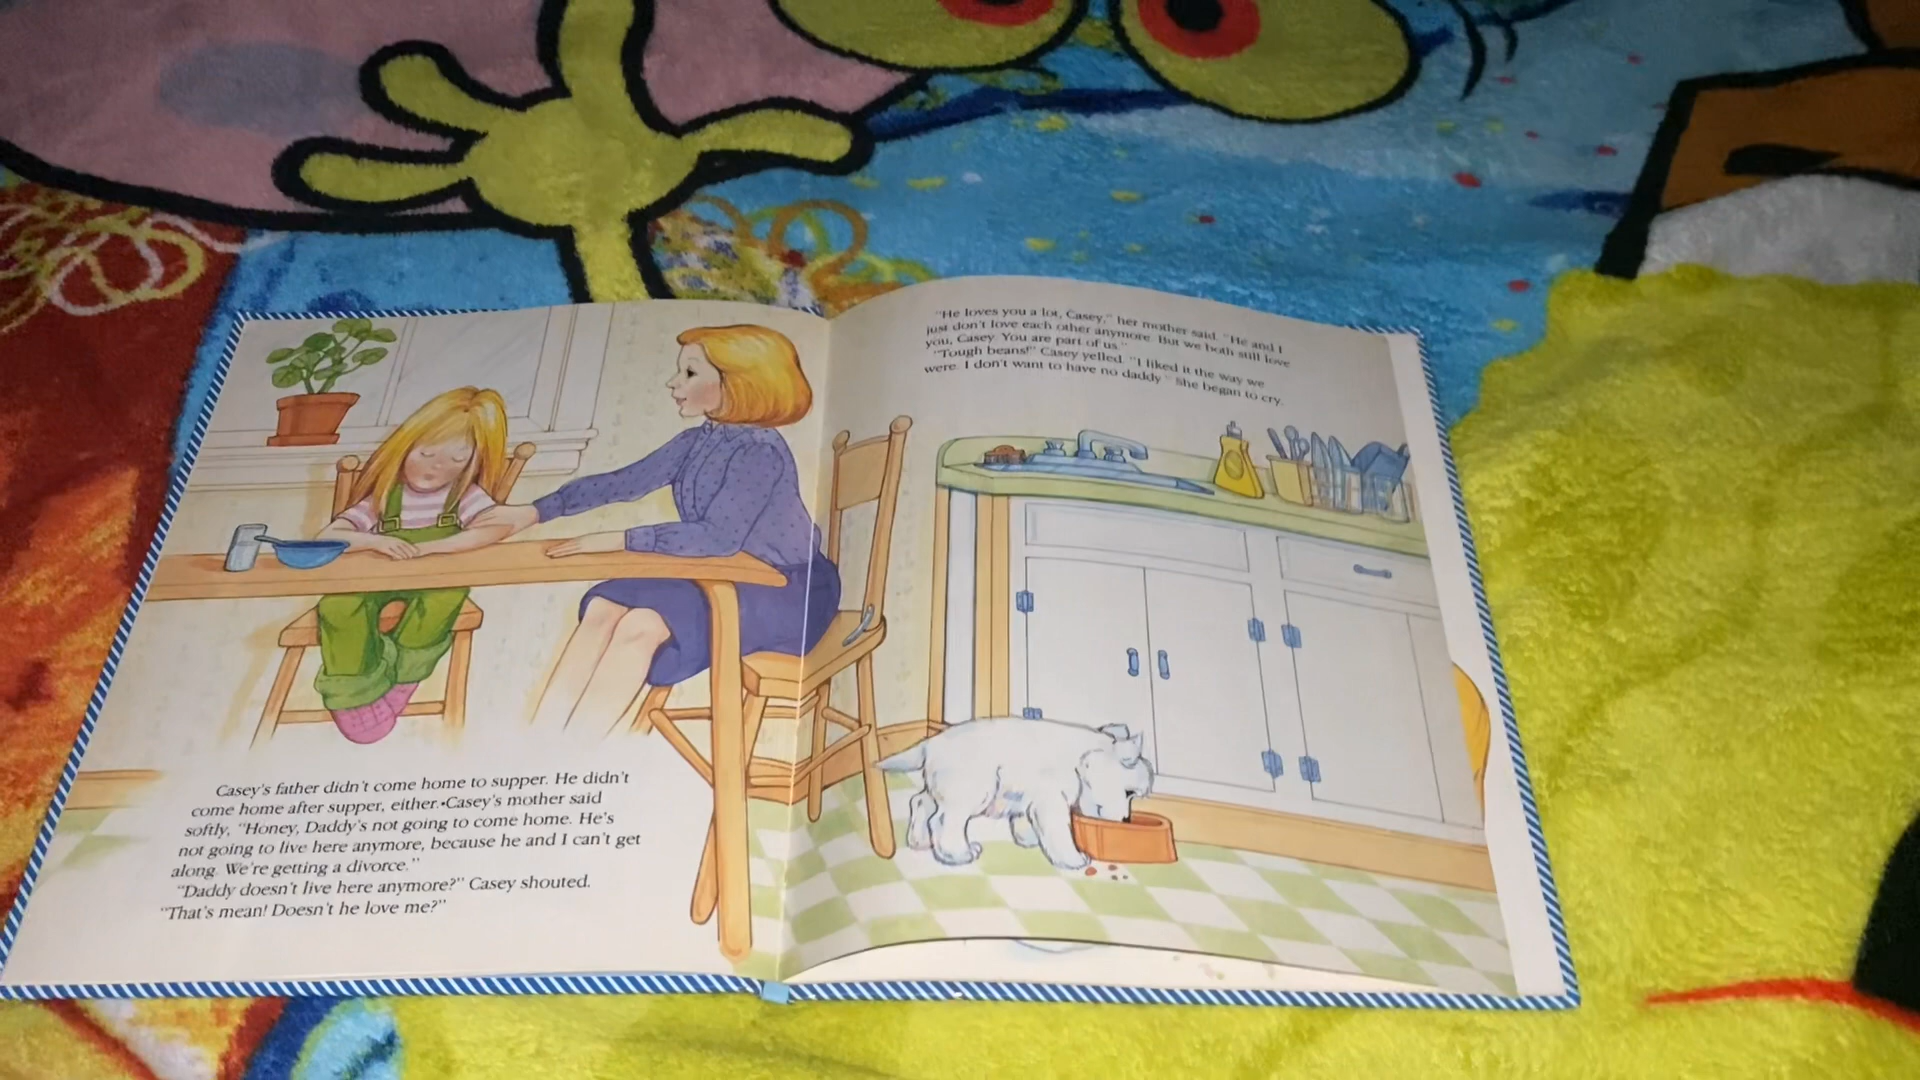 Casey's father didn't come home to supper. He didn't
come home after supper, either. Casey's mother said
softly, "Honey, Daddy's not going to come home. He's
not going to live here anymore, because he and I can't get
along. We're getting a divorce."
"Daddy doesn't live here anymore?" Casey shouted.
"That's mean! Doesn't he love me?"
"He loves you a lot, Casey," her mother said. "He and I
just don't love each other anymore. But we both still love
you, Casey. You are part of us."
"Tough beans!" Casey yelled. "I liked it the way we
were. I don't want to have no daddy." She began to cry.